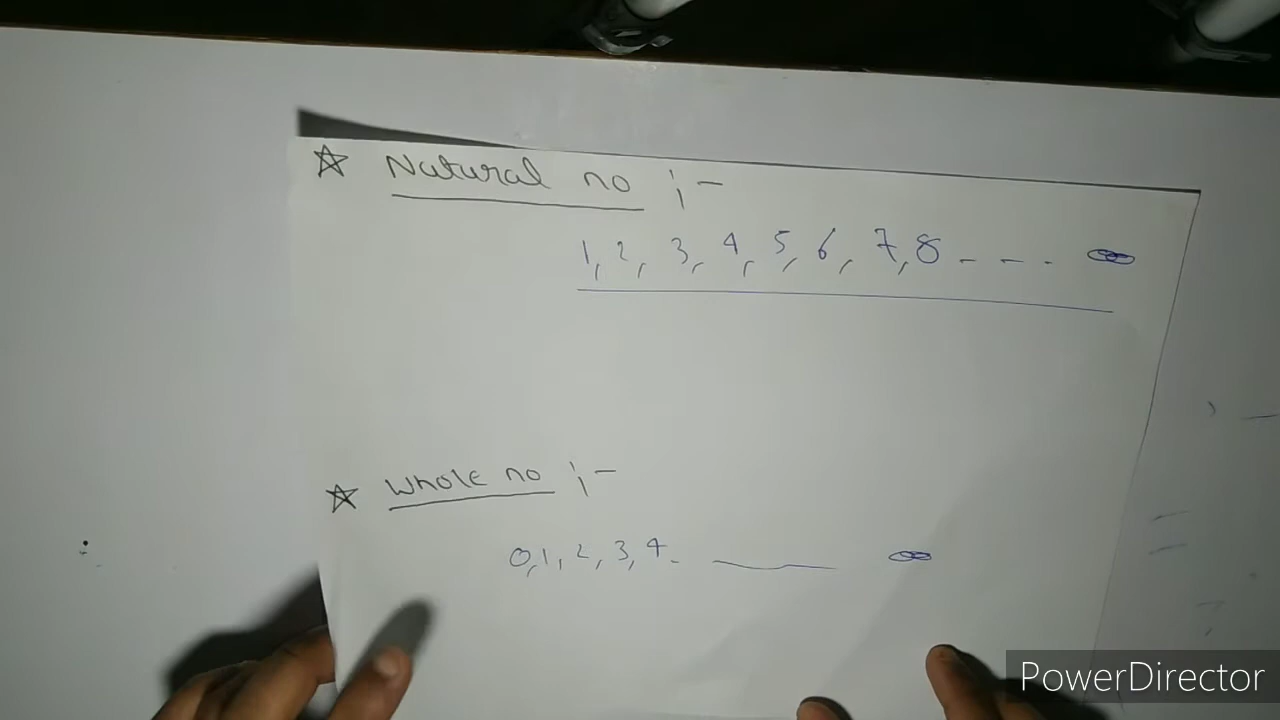 ☆ Natural no ;-
1, 2, 3, 4, 5, 6, 7, 8 - - - ∞
☆ Whole no ;-
0, 1, 2, 3, 4 - ——— ∞
PowerDirector